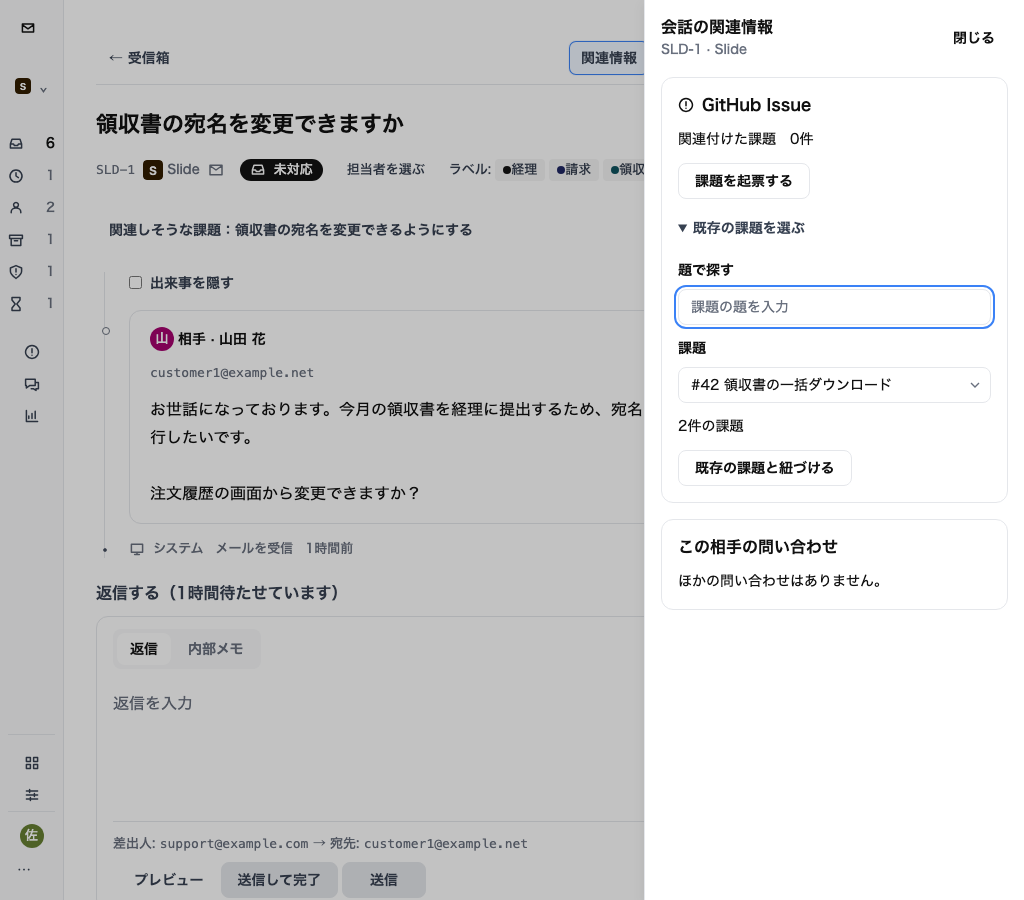 会話の関連情報
SLD-1 · Slide
閉じる
GitHub Issue
関連付けた課題 0件
課題を起票する
▼ 既存の課題を選ぶ
題で探す
課題の題を入力
課題
#42 領収書の一括ダウンロード
2件の課題
既存の課題と紐づける
この相手の問い合わせ
ほかの問い合わせはありません。
S
6
1
2
1
1
1
佐
…
← 受信箱
関連情報
領収書の宛名を変更できますか
SLD-1 S Slide 未対応 担当者を選ぶ ラベル: 経理 請求 領収
関連しそうな課題：領収書の宛名を変更できるようにする
出来事を隠す
山 相手 · 山田 花
customer1@example.net
お世話になっております。今月の領収書を経理に提出するため、宛名
行したいです。
注文履歴の画面から変更できますか？
システム メールを受信 1時間前
返信する（1時間待たせています）
返信 内部メモ
返信を入力
差出人: support@example.com → 宛先: customer1@example.net
プレビュー 送信して完了 送信